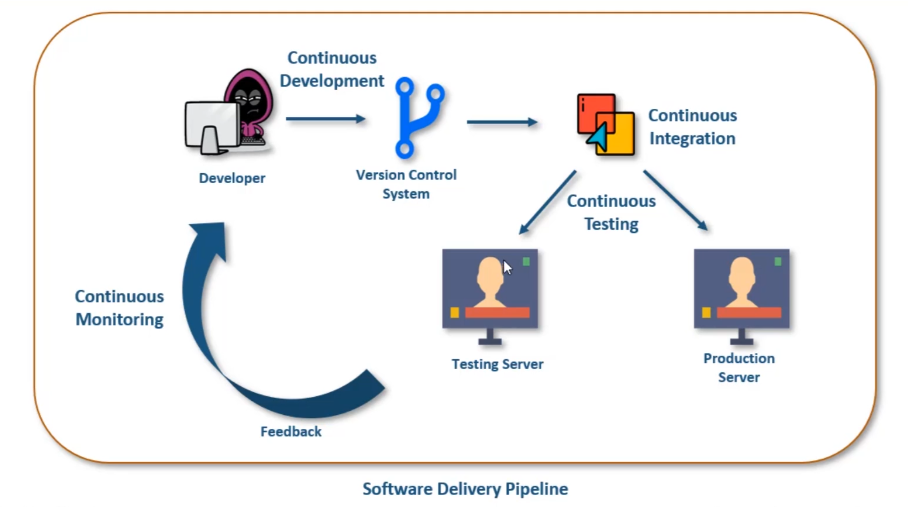 Continuous
Development
Developer
Version Control
System
Continuous
Integration
Continuous
Testing
Continuous
Monitoring
Testing Server
Production
Server
Feedback
Software Delivery Pipeline